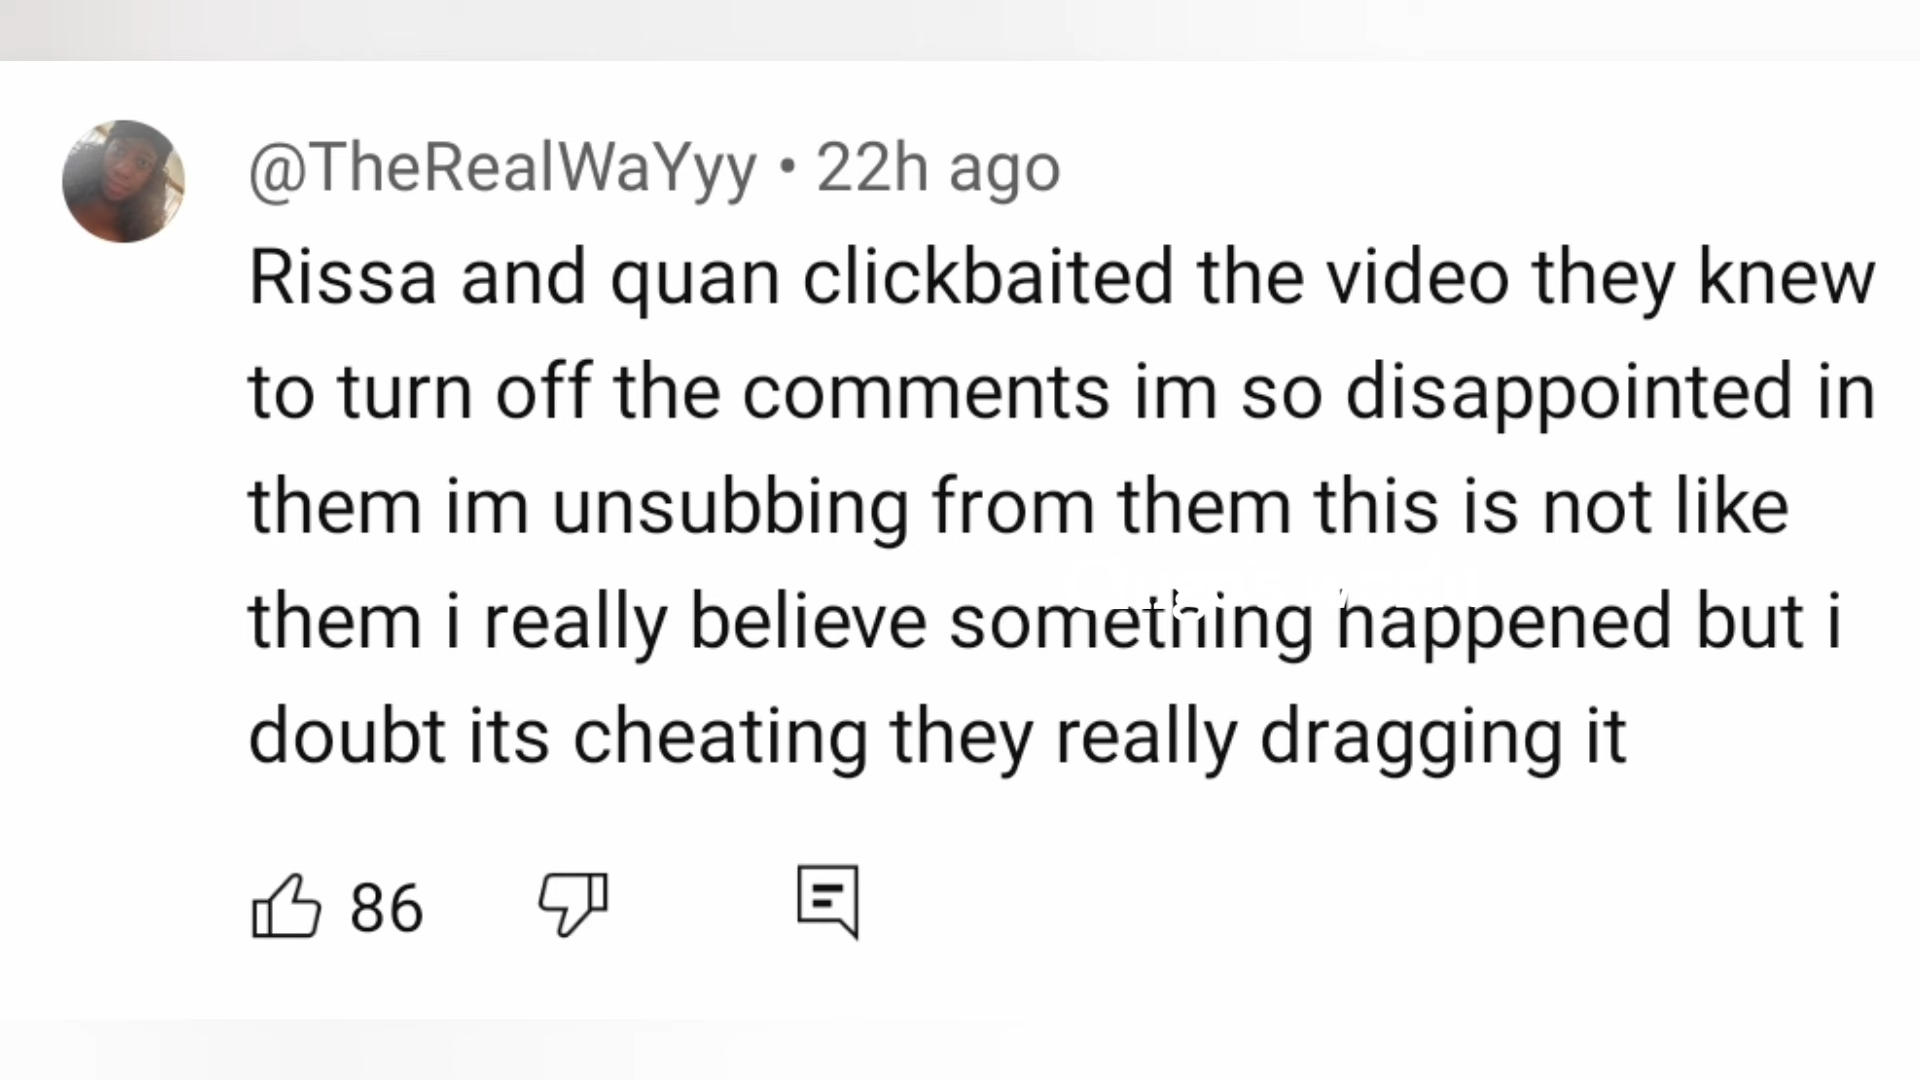 @TheRealWaYyy • 22h ago
Rissa and quan clickbaited the video they knew
to turn off the comments im so disappointed in
them im unsubbing from them this is not like
them i really believe something happened but i
doubt its cheating they really dragging it
86